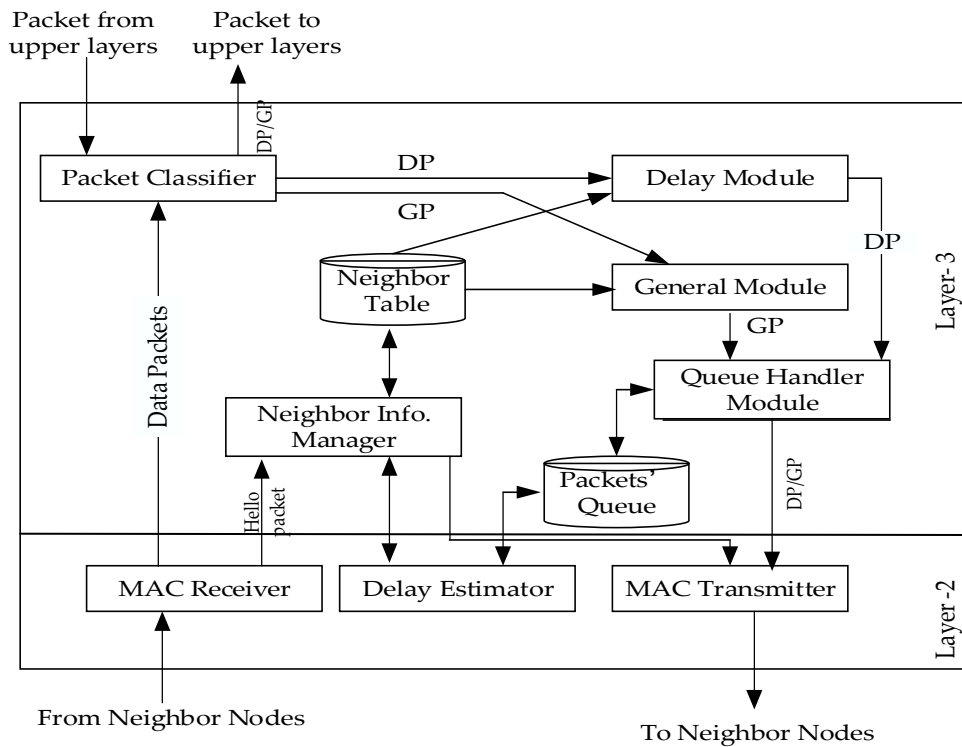 Packet from
upper layers
Packet to
upper layers
DP/GP
Packet Classifier
DP
GP
Delay Module
DP
Neighbor
Table
General Module
GP
Layer- 3
Data Packets
Queue Handler
Module
Neighbor Info.
Manager
Hello
packet
Packets'
Queue
DP/GP
MAC Receiver
Delay Estimator
MAC Transmitter
Layer -2
From Neighbor Nodes
To Neighbor Nodes